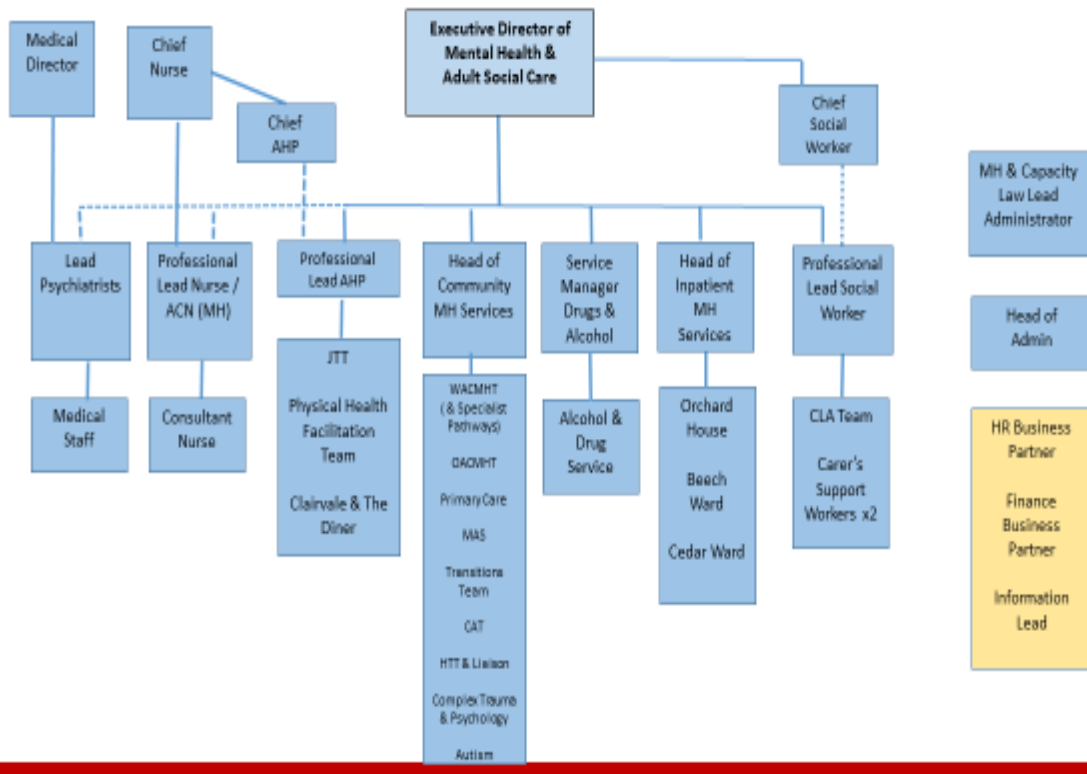 Medical
Director
Chief
Nurse
Executive Director of
Mental Health &
Adult Social Care
Chief
AHP
Chief
Social
Worker
MH & Capacity
Law Lead
Administrator
Lead
Psychiatrists
Professional
Lead Nurse /
ACN (MH)
Professional
Lead AHP
Head of
Community
MH Services
Service
Manager
Drugs &
Alcohol
Head of
Inpatient
MH
Services
Professional
Lead Social
Worker
Head of
Admin
Medical
Staff
Consultant
Nurse
JTT
Physical Health
Facilitation
Team
Clairvale & The
Diner
WACMHT
( & Specialist
Pathways)
OACMHT
Primary Care
MAS
Transitions
Team
CAT
HTT & Liaison
Complex Trauma
& Psychology
Autism
Alcohol &
Drug
Service
Orchard
House
Beech
Ward
Cedar Ward
CLA Team
Carer's
Support
Workers x2
HR Business
Partner
Finance
Business
Partner
Information
Lead